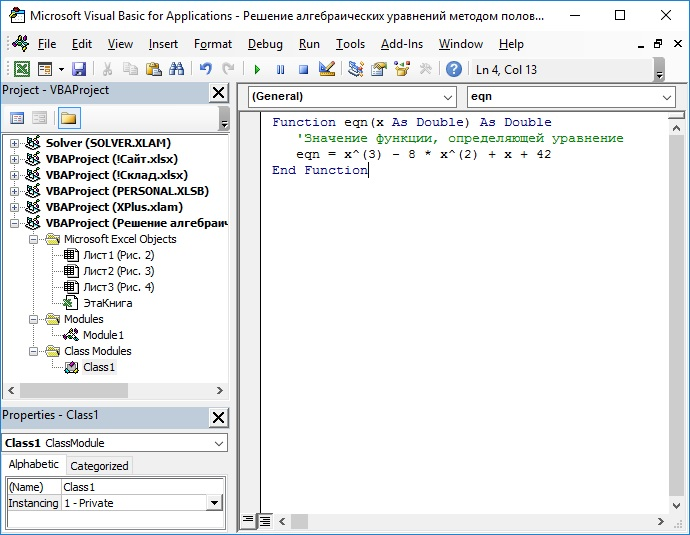 Microsoft Visual Basic for Applications - Решение алгебраических уравнений методом полов...
File Edit View Insert Format Debug Run Tools Add-Ins Window Help
Ln 4, Col 13
Project - VBAProject
Solver (SOLVER.XLAM)
VBAProject (!Сайт.xlsx)
VBAProject (!Склад.xlsx)
VBAProject (PERSONAL.XLSB)
VBAProject (XPlus.xlam)
VBAProject (Решение алгебраич
Microsoft Excel Objects
Лист1 (Рис. 2)
Лист2 (Рис. 3)
Лист3 (Рис. 4)
ЭтаКнига
Modules
Module1
Class Modules
Class1
Properties - Class1
Class1 ClassModule
Alphabetic Categorized
(Name) Class1
Instancing 1 - Private
(General) eqn
Function eqn(x As Double) As Double
'Значение функции, определяющей уравнение
eqn = x^(3) - 8 * x^(2) + x + 42
End Function